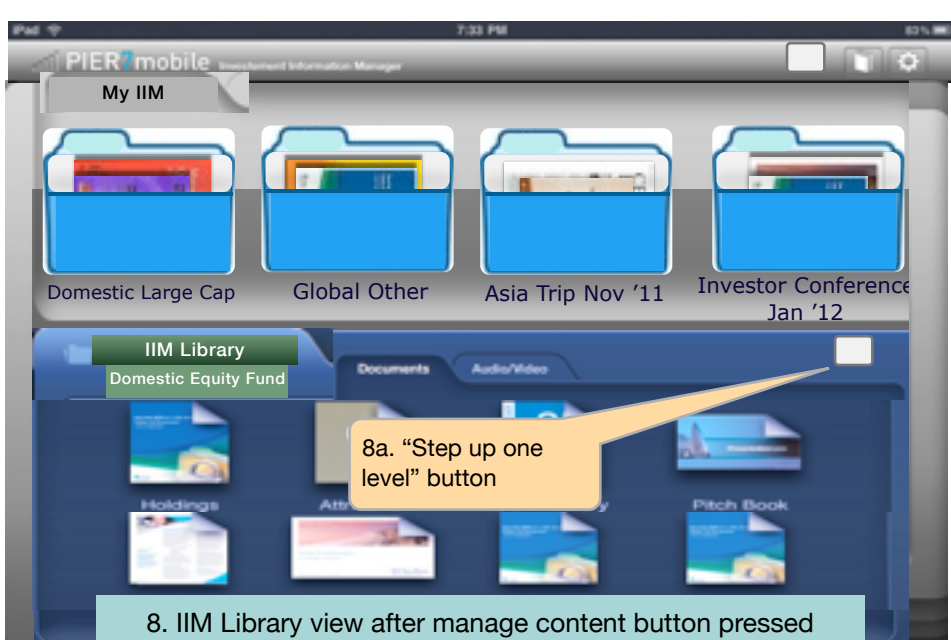 iPad 7:33 PM 83%
PIER7mobile Investement Information Manager
My IIM
Domestic Large Cap
Global Other
Asia Trip Nov ’11
Investor Conference
Jan ’12
IIM Library
Domestic Equity Fund
Documents
Audio/Video
8a. “Step up one
level” button
Holdings
Pitch Book
8. IIM Library view after manage content button pressed